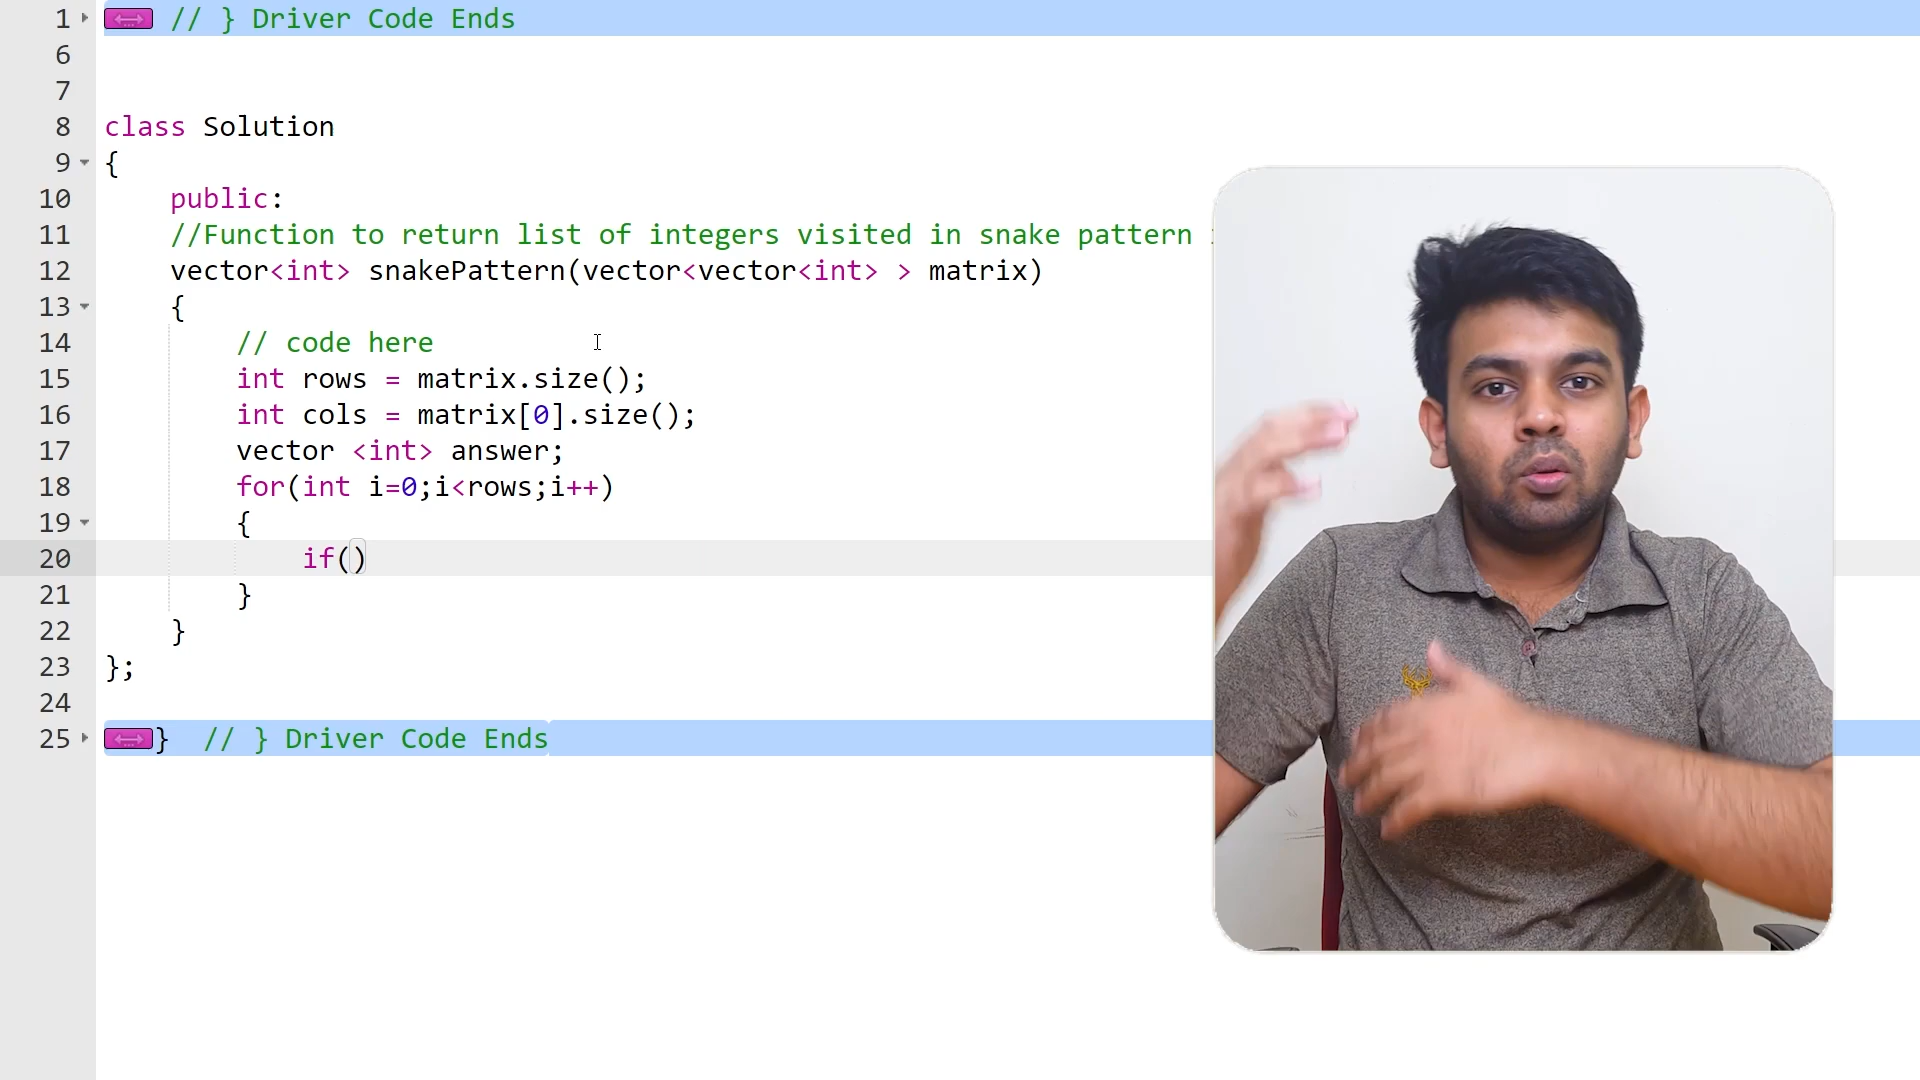 1 // } Driver Code Ends
6
7
8 class Solution
9 {
10 public:
11 //Function to return list of integers visited in snake pattern
12 vector<int> snakePattern(vector<vector<int> > matrix)
13 {
14 // code here
15 int rows = matrix.size();
16 int cols = matrix[0].size();
17 vector <int> answer;
18 for(int i=0;i<rows;i++)
19 {
20 if()
21 }
22 }
23 };
24
25 } // } Driver Code Ends